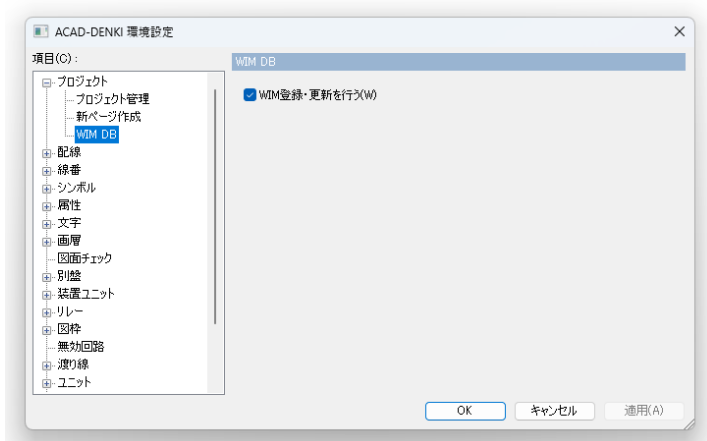 ACAD-DENKI 環境設定
項目(C) :
WIM DB
プロジェクト
プロジェクト管理
新ページ作成
WIM DB
配線
線番
シンボル
属性
文字
画層
図面チェック
別盤
装置ユニット
リレー
図枠
無効回路
渡り線
ユニット
WIM登録・更新を行う(W)
OK
キャンセル
適用(A)